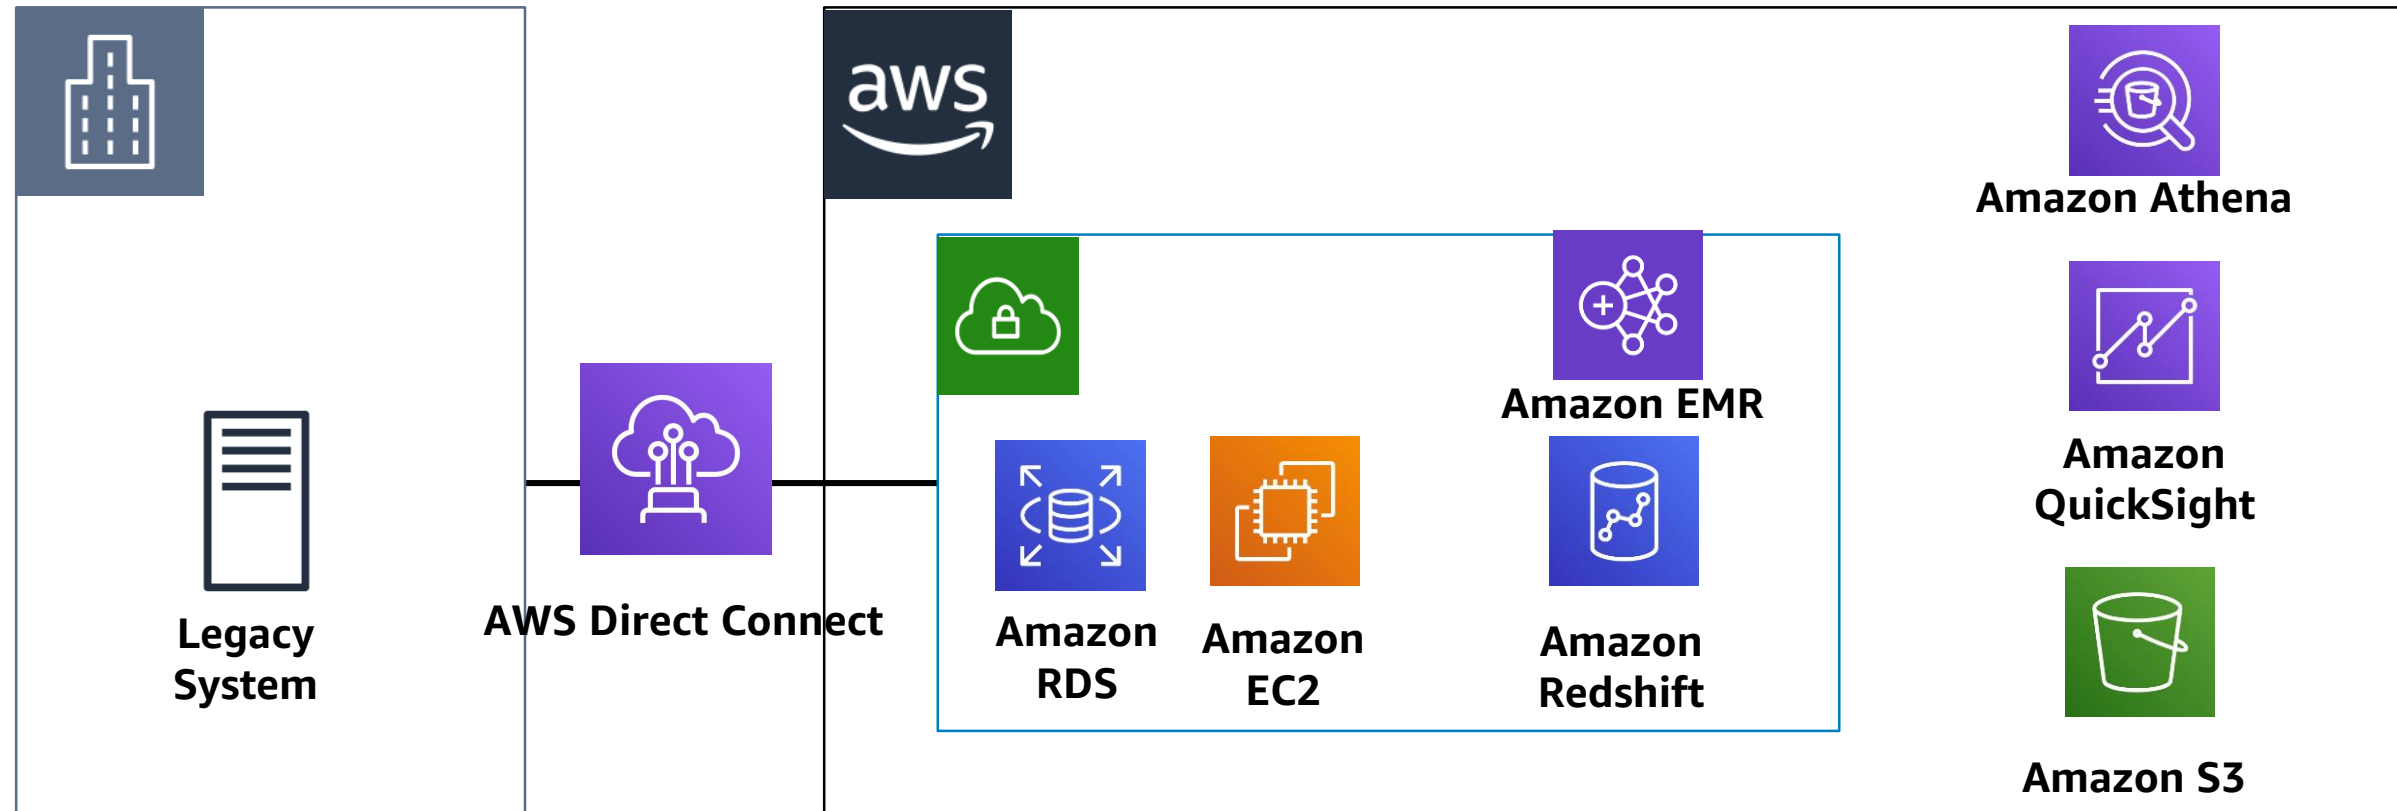 aws
Amazon Athena
Amazon EMR
Amazon
QuickSight
Legacy
System
AWS Direct Connect
Amazon
RDS
Amazon
EC2
Amazon
Redshift
Amazon S3